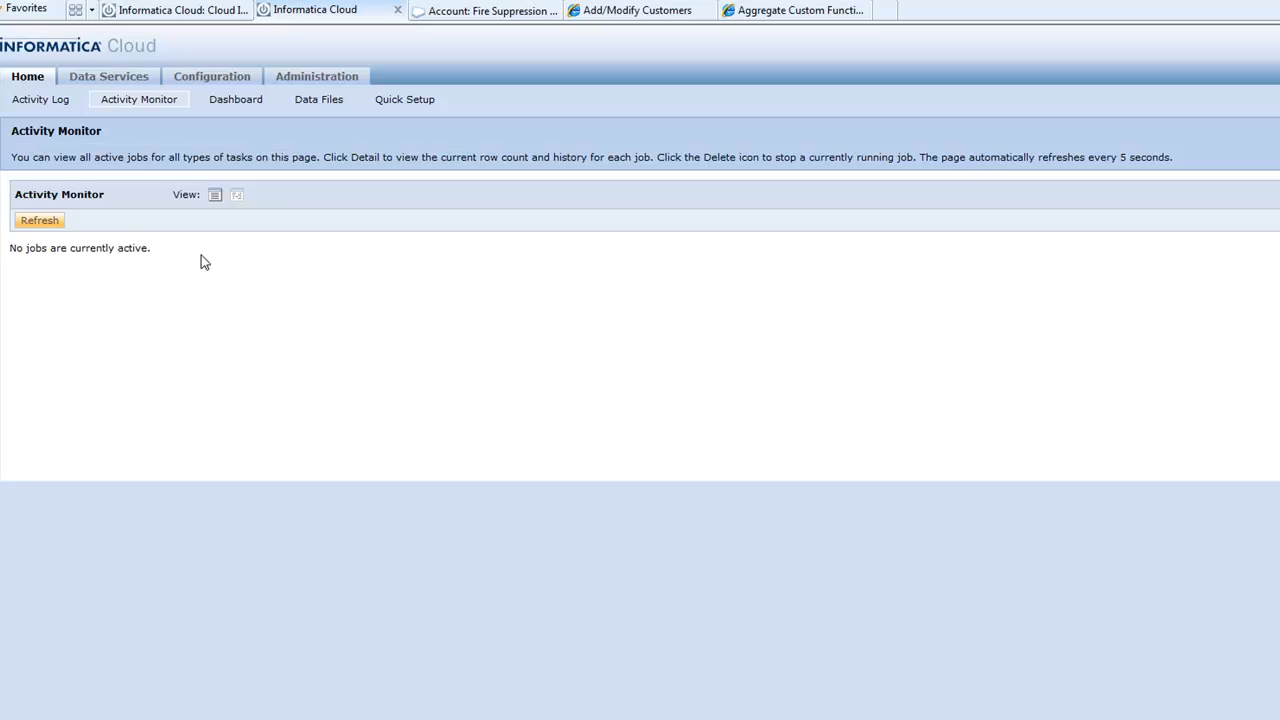 Favorites
Informatica Cloud: Cloud I...
Informatica Cloud
Account: Fire Suppression ...
Add/Modify Customers
Aggregate Custom Functi...
INFORMATICA Cloud
Home Data Services Configuration Administration
Activity Log Activity Monitor Dashboard Data Files Quick Setup
Activity Monitor
You can view all active jobs for all types of tasks on this page. Click Detail to view the current row count and history for each job. Click the Delete icon to stop a currently running job. The page automatically refreshes every 5 seconds.
Activity Monitor View:
Refresh
No jobs are currently active.